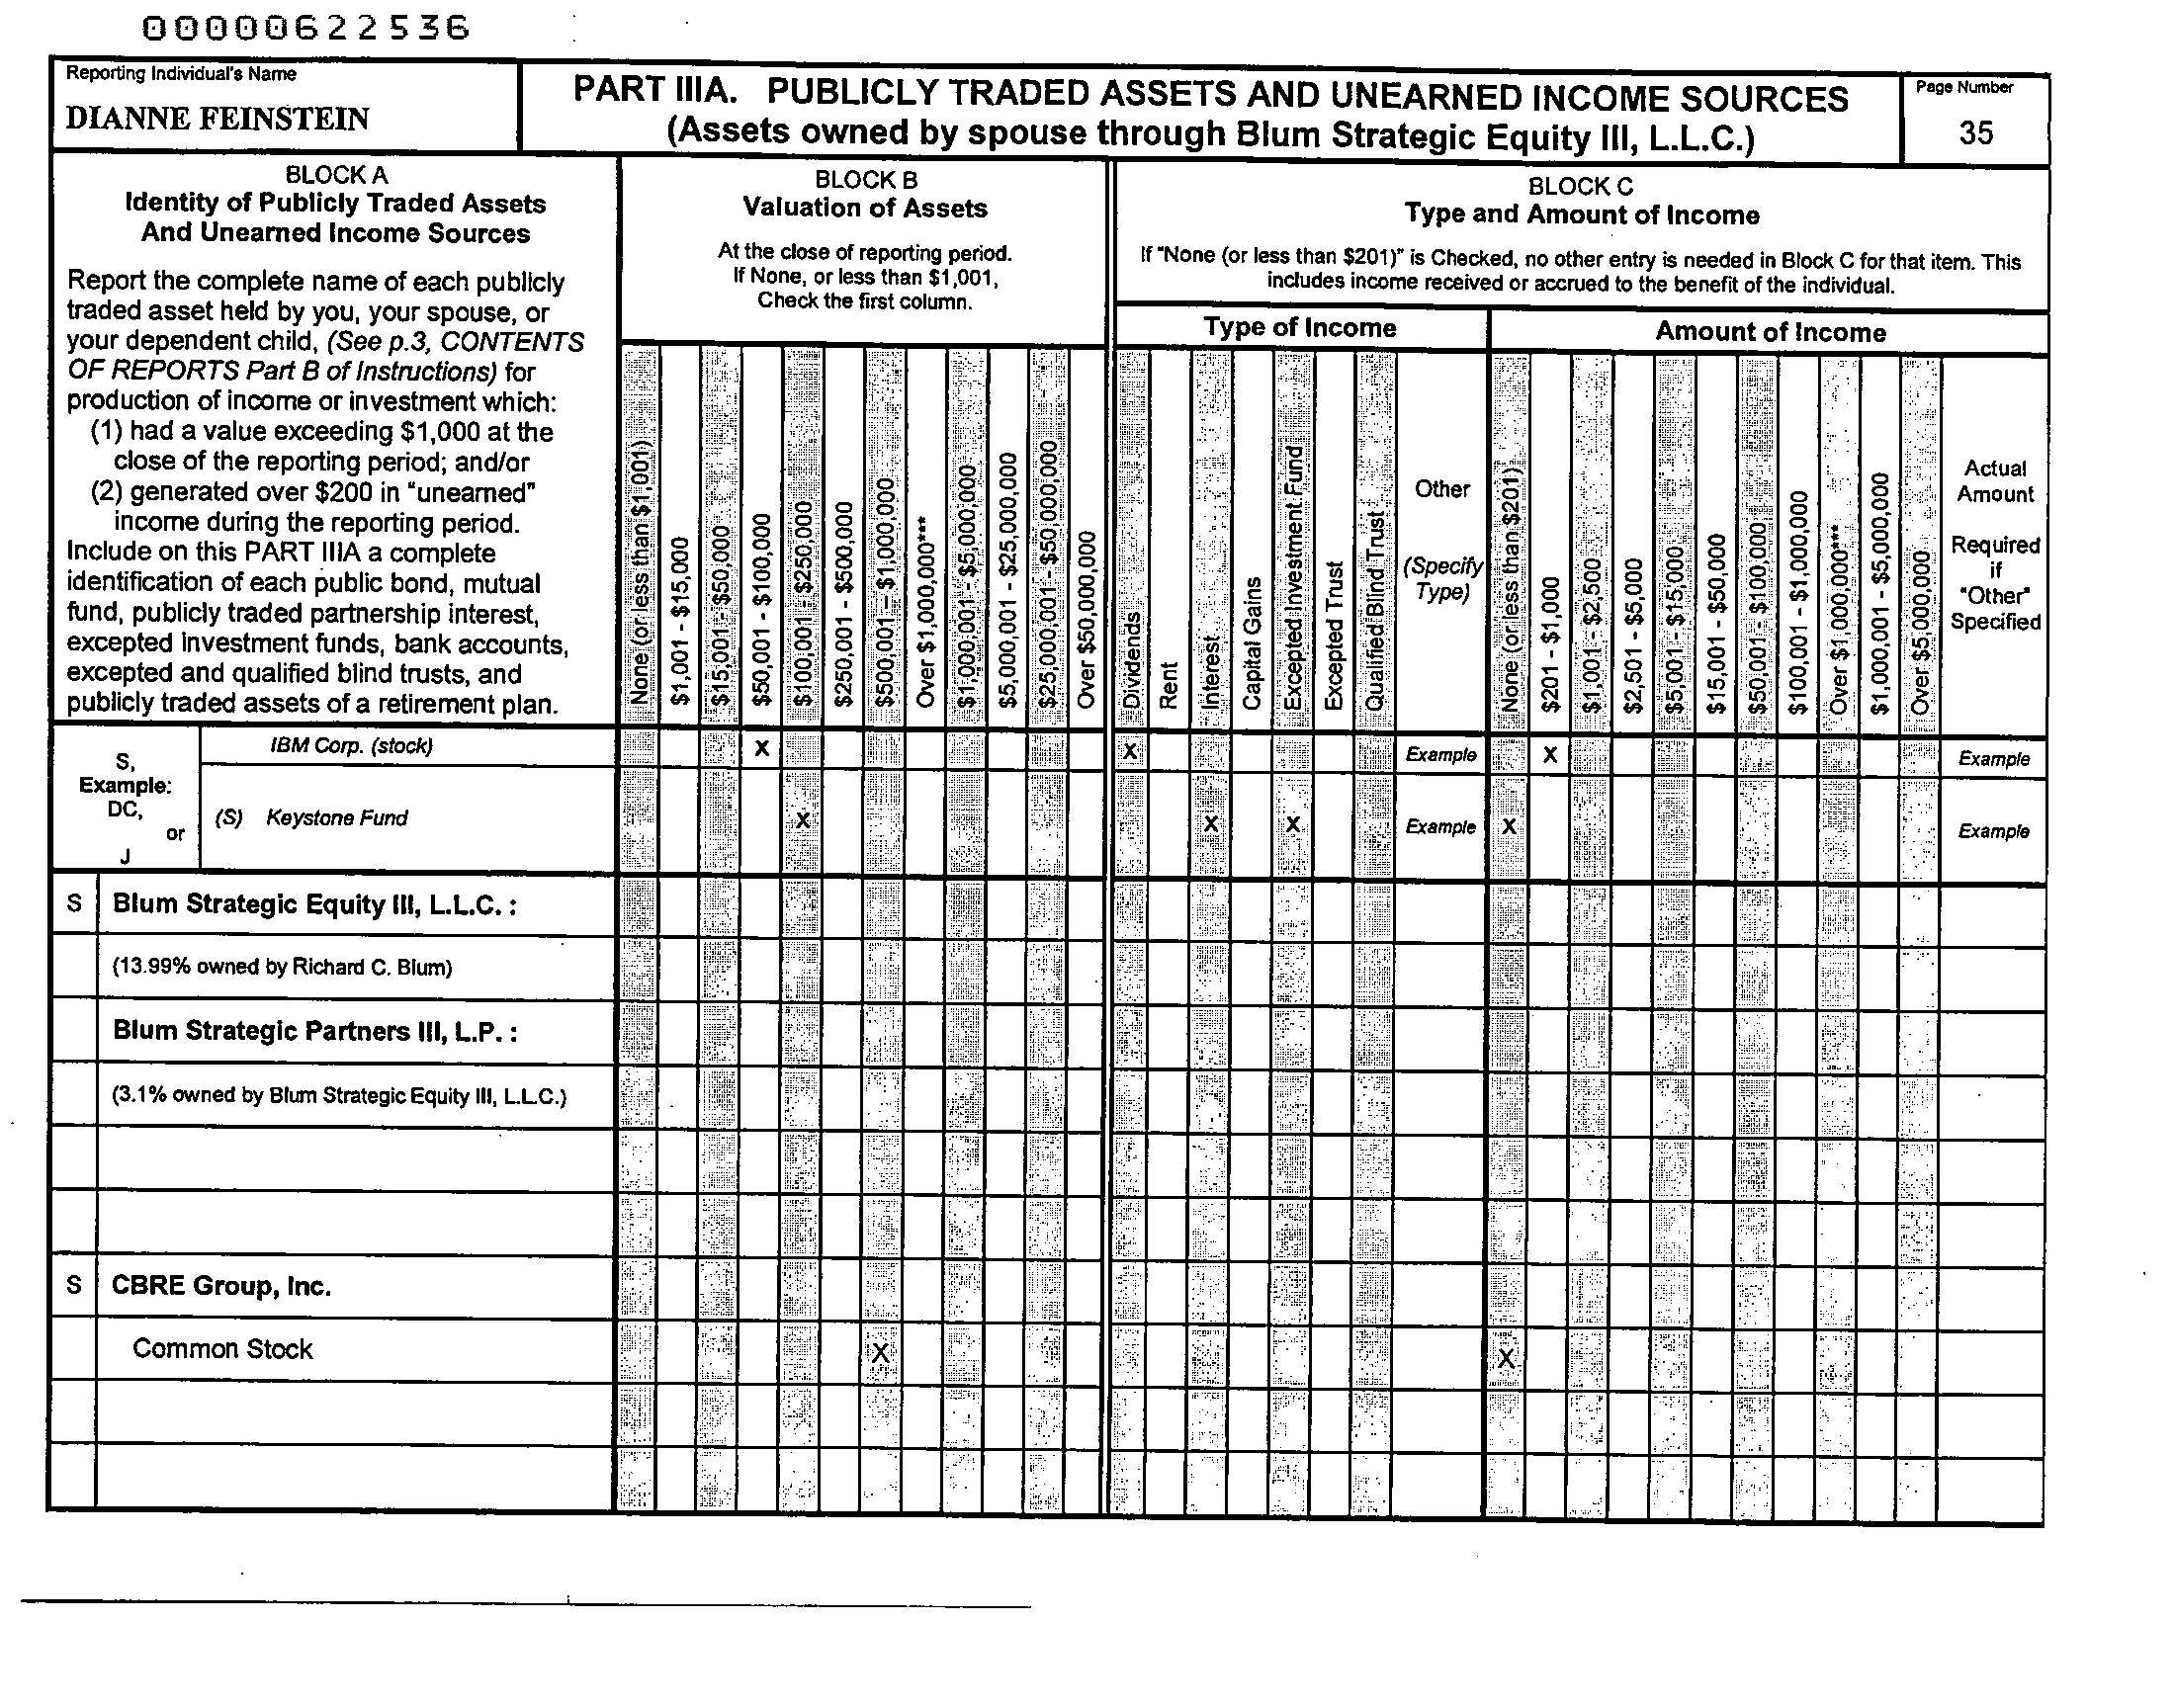 00000622536
Reporting Individual's Name
DIANNE FEINSTEIN
PART IIIA. PUBLICLY TRADED ASSETS AND UNEARNED INCOME SOURCES
(Assets owned by spouse through Blum Strategic Equity III, L.L.C.)
Page Number
35
BLOCK A
Identity of Publicly Traded Assets
And Unearned Income Sources
Report the complete name of each publicly
traded asset held by you, your spouse, or
your dependent child, (See p.3, CONTENTS
OF REPORTS Part B of Instructions) for
production of income or investment which:
(1) had a value exceeding $1,000 at the
close of the reporting period; and/or
(2) generated over $200 in "unearned"
income during the reporting period.
Include on this PART IIIA a complete
identification of each public bond, mutual
fund, publicly traded partnership interest,
excepted investment funds, bank accounts,
excepted and qualified blind trusts, and
publicly traded assets of a retirement plan.
BLOCK B
Valuation of Assets
At the close of reporting period.
If None, or less than $1,001,
Check the first column.
None (or less than $1,001)
$1,001 - $15,000
$15,001 - $50,000
$50,001 - $100,000
$100,001 - $250,000
$250,001 - $500,000
$500,001 - $1,000,000
Over $1,000,000***
$1,000,001 - $5,000,000
$5,000,001 - $25,000,000
$25,000,001 - $50,000,000
Over $50,000,000
BLOCK C
Type and Amount of Income
If "None (or less than $201)" is Checked, no other entry is needed in Block C for that item. This
includes income received or accrued to the benefit of the individual.
Type of Income
Dividends
Rent
Interest
Capital Gains
Excepted Investment Fund
Excepted Trust
Qualified Blind Trust
Other
(Specify
Type)
Amount of Income
None (or less than $201)
$201 - $1,000
$1,001 - $2,500
$2,501 - $5,000
$5,001 - $15,000
$15,001 - $50,000
$50,001 - $100,000
$100,001 - $1,000,000
Over $1,000,000***
$1,000,001 - $5,000,000
Over $5,000,000
Actual
Amount
Required
if
"Other"
Specified
S,
Example:
DC,
or
J
IBM Corp. (stock) X X Example X Example
(S) Keystone Fund X X X Example X Example
S Blum Strategic Equity III, L.L.C. :
(13.99% owned by Richard C. Blum)
Blum Strategic Partners III, L.P. :
(3.1% owned by Blum Strategic Equity III, L.L.C.)
S CBRE Group, Inc.
Common Stock X X